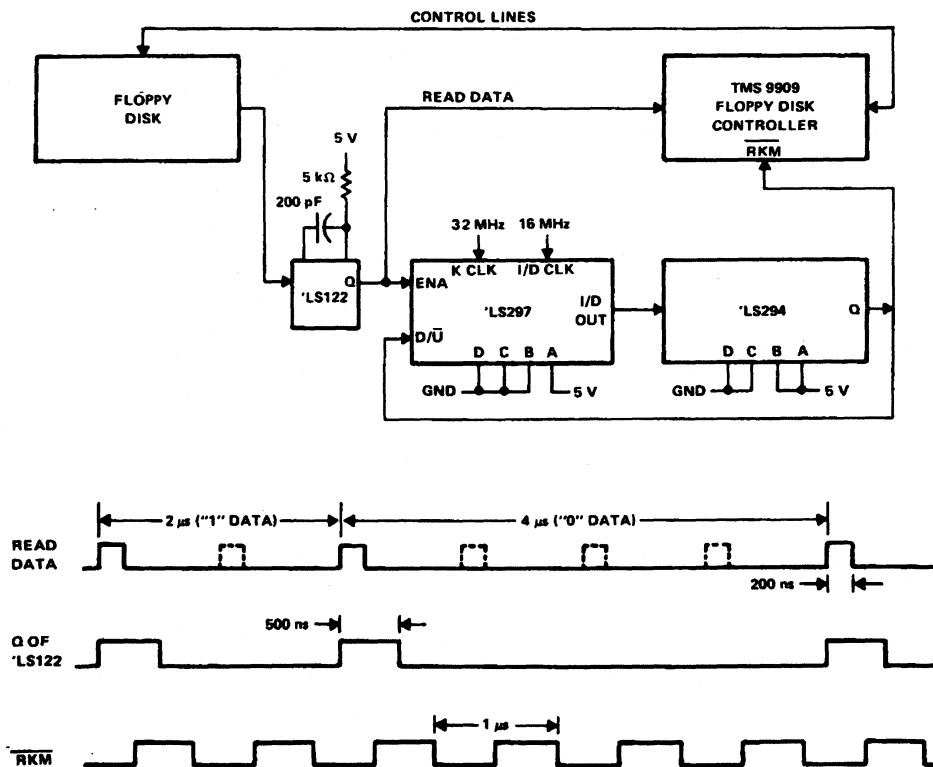 CONTROL LINES
FLOPPY
DISK
READ DATA
TMS 9909
FLOPPY DISK
CONTROLLER
RKM
5 V
5 kΩ
200 pF
32 MHz
16 MHz
Q
'LS122
ENA
K CLK
I/D CLK
'LS297
I/D
OUT
D/U
D C B A
GND
5 V
'LS294
Q
D C B A
GND
5 V
2 μs ("1" DATA)
4 μs ("0" DATA)
READ
DATA
200 ns
500 ns
Q OF
'LS122
1 μs
RKM